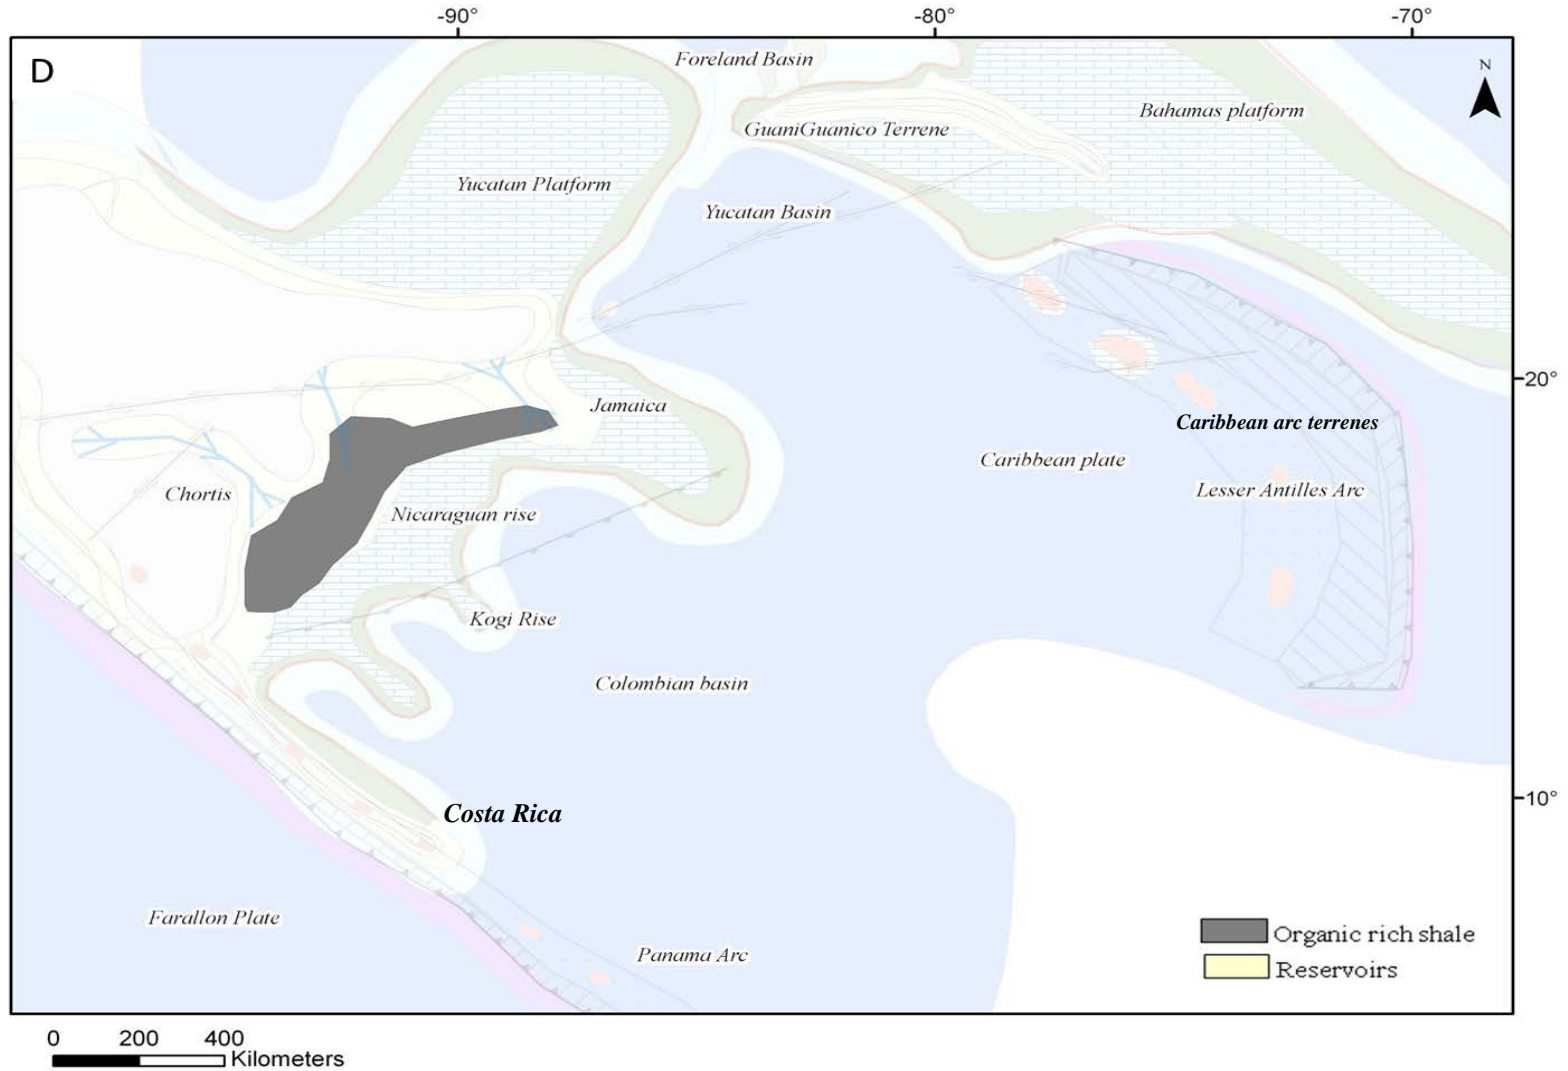 -90°
-80°
-70°
D
Foreland Basin
N
Bahamas platform
GuaniGuanico Terrene
Yucatan Platform
Yucatan Basin
20°
Jamaica
Caribbean arc terrenes
Caribbean plate
Chortis
Lesser Antilles Arc
Nicaraguan rise
Kogi Rise
Colombian basin
10°
Costa Rica
Farallon Plate
Organic rich shale
Panama Arc
Reservoirs
0 200 400
Kilometers